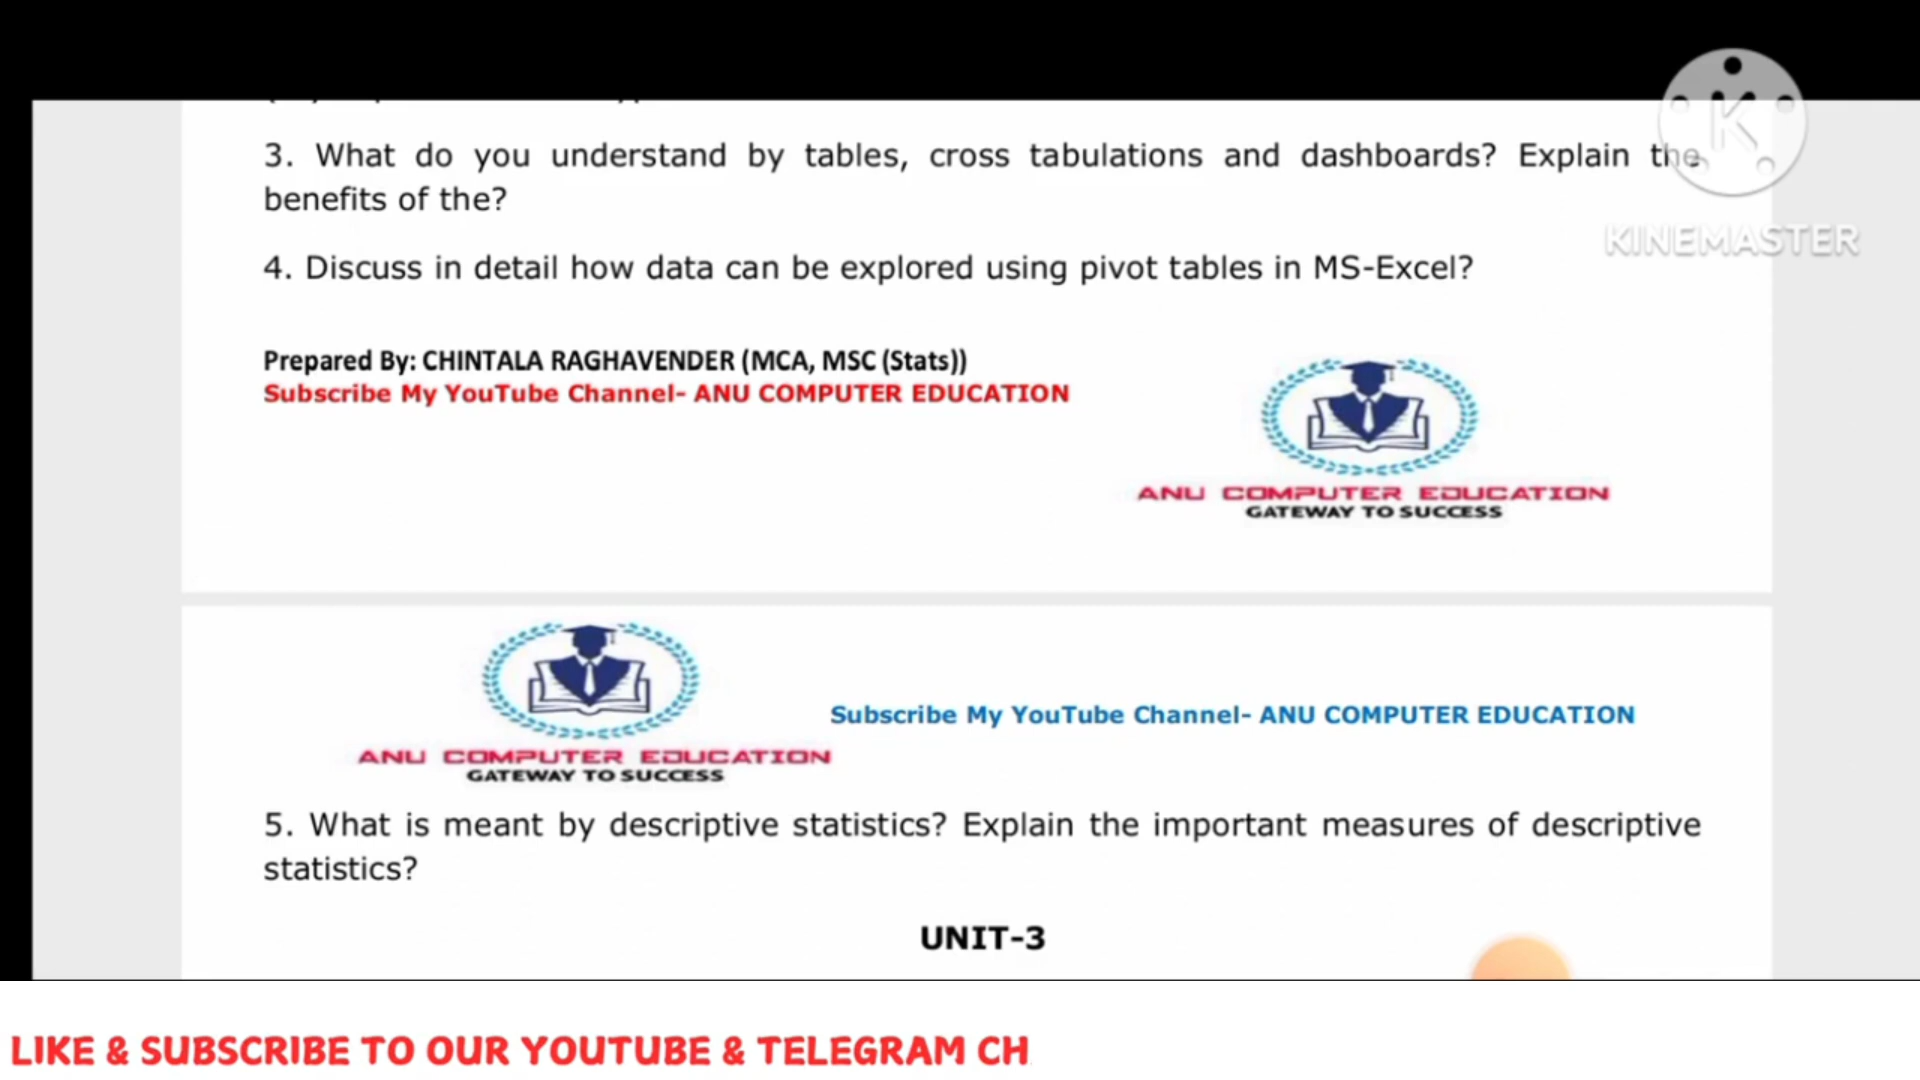 3. What do you understand by tables, cross tabulations and dashboards? Explain the
benefits of the?
KINEMASTER
4. Discuss in detail how data can be explored using pivot tables in MS-Excel?
Prepared By: CHINTALA RAGHAVENDER (MCA, MSC (Stats))
Subscribe My YouTube Channel- ANU COMPUTER EDUCATION
ANU COMPUTER EDUCATION
GATEWAY TO SUCCESS
Subscribe My YouTube Channel- ANU COMPUTER EDUCATION
ANU COMPUTER EDUCATION
GATEWAY TO SUCCESS
5. What is meant by descriptive statistics? Explain the important measures of descriptive
statistics?
UNIT-3
LIKE & SUBSCRIBE TO OUR YOUTUBE & TELEGRAM CH